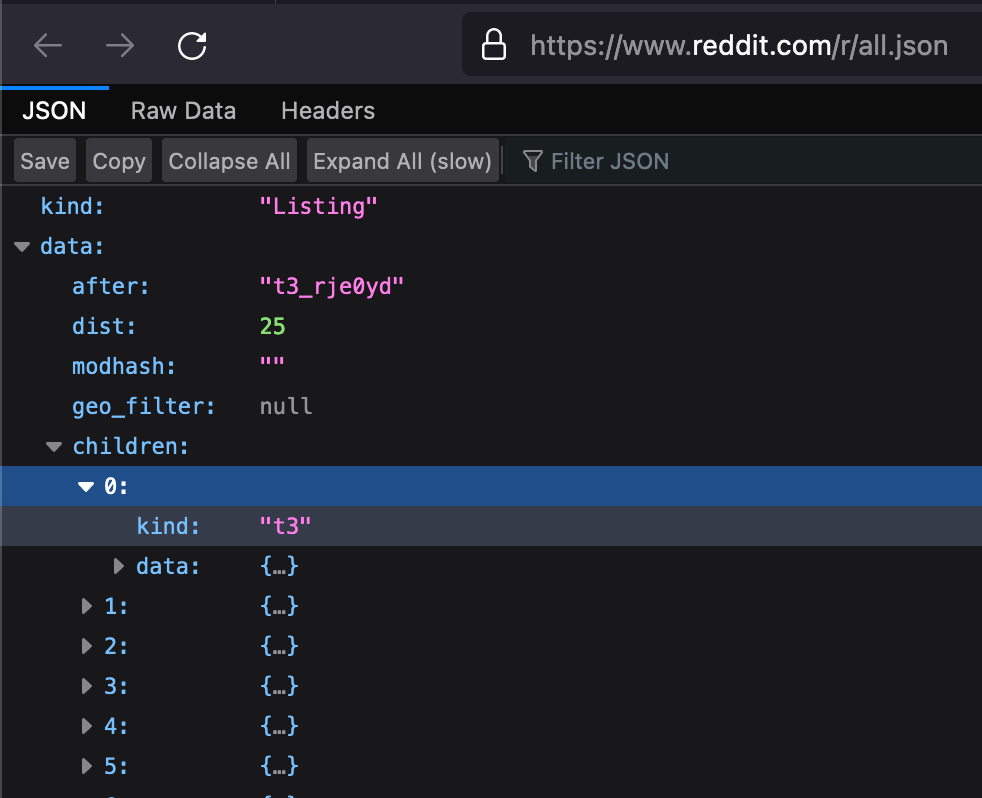 https://www.reddit.com/r/all.json
JSON Raw Data Headers
Save Copy Collapse All Expand All (slow) Filter JSON
kind: "Listing"
data:
after: "t3_rje0yd"
dist: 25
modhash: ""
geo_filter: null
children:
0:
kind: "t3"
data: {…}
1: {…}
2: {…}
3: {…}
4: {…}
5: {…}